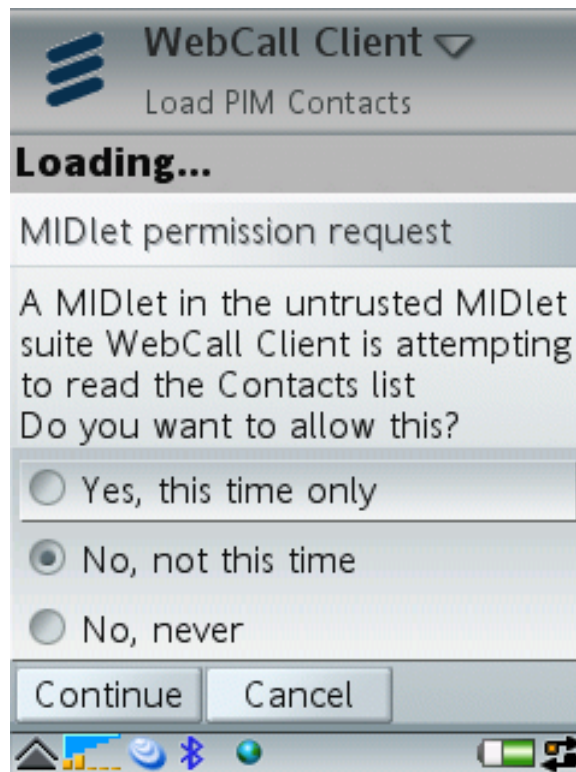 WebCall Client
Load PIM Contacts
Loading...
MIDlet permission request
A MIDlet in the untrusted MIDlet
suite WebCall Client is attempting
to read the Contacts list
Do you want to allow this?
Yes, this time only
No, not this time
No, never
Continue Cancel